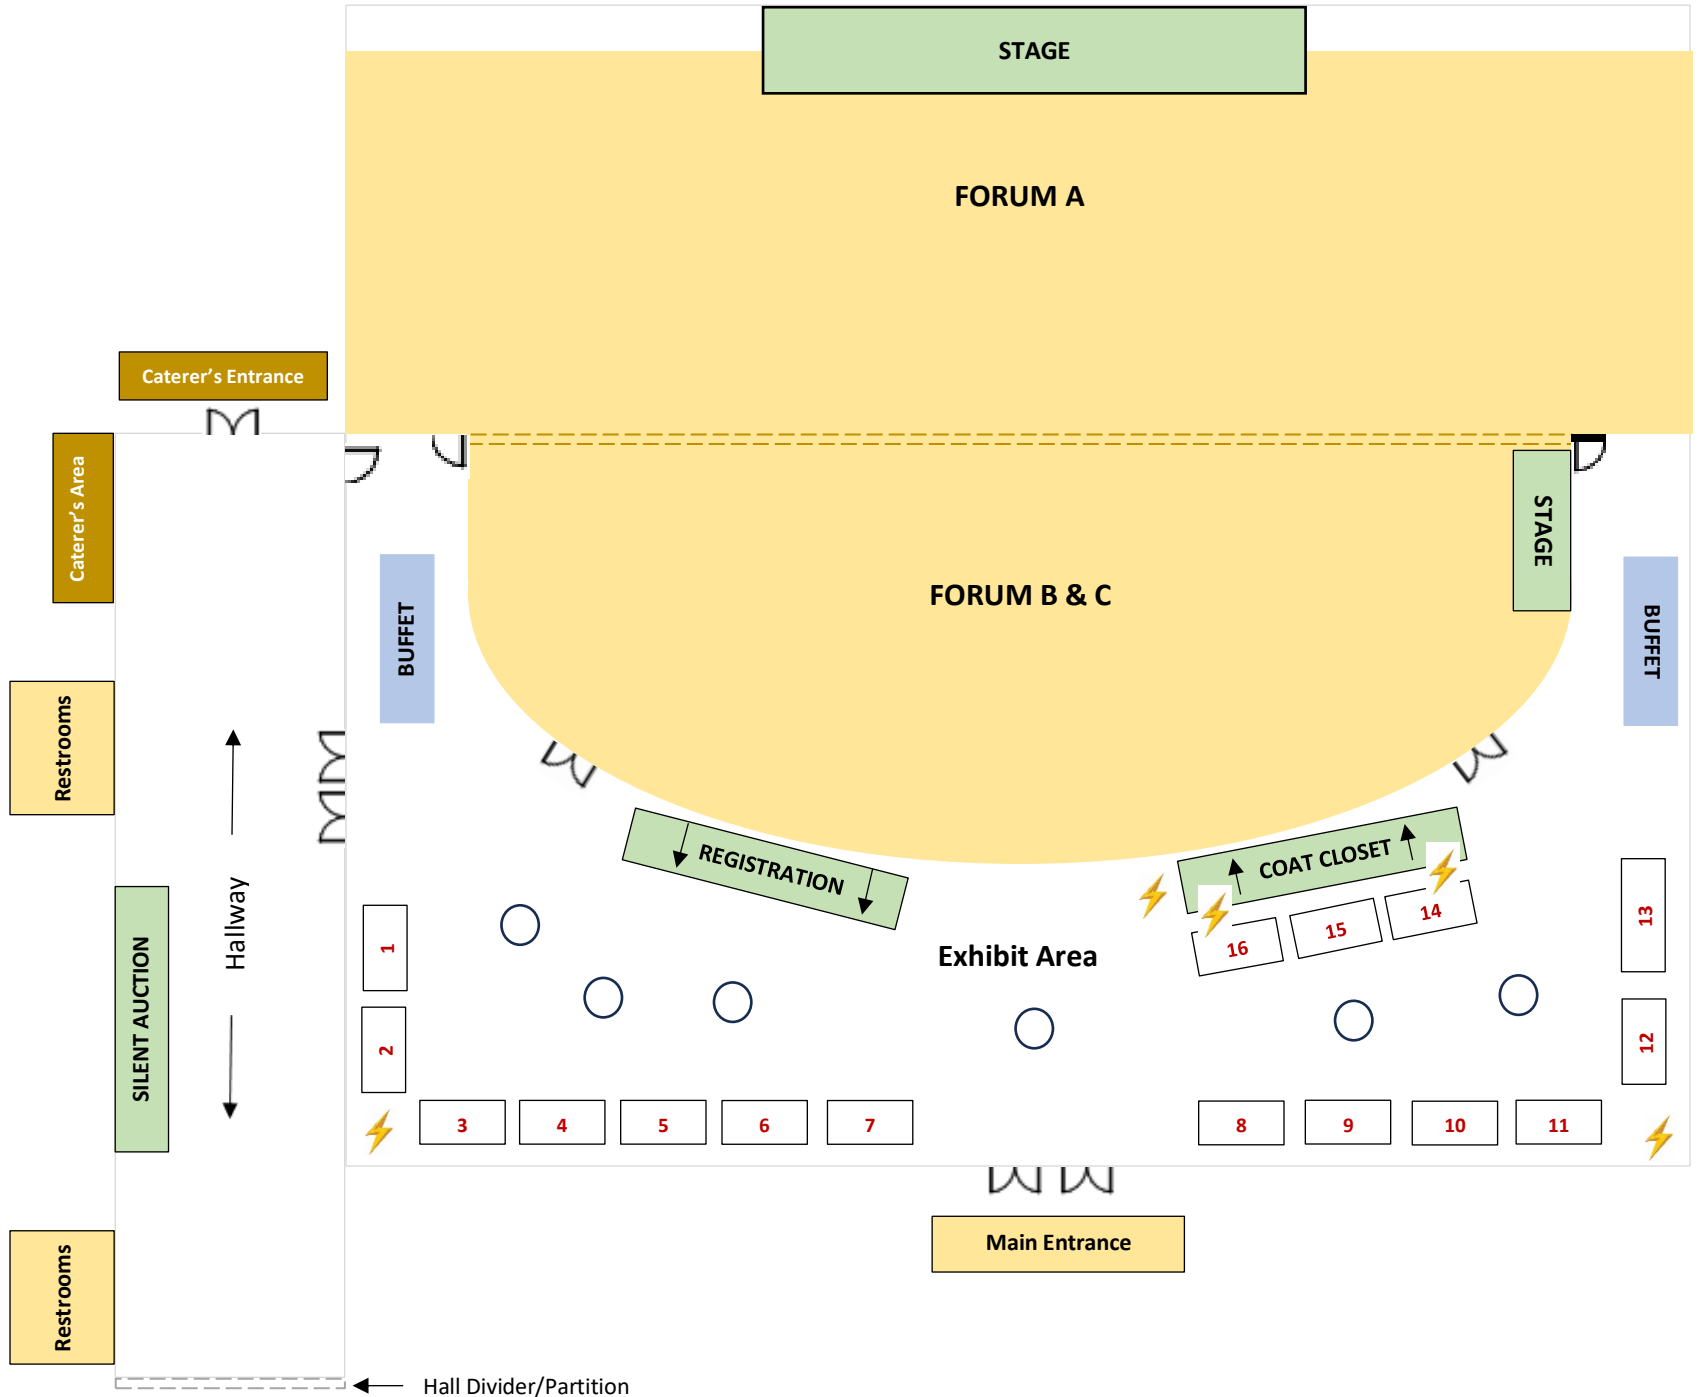 STAGE
FORUM A
Caterer's Entrance
Caterer's Area
STAGE
BUFFET
FORUM B & C
BUFFET
Restrooms
REGISTRATION
COAT CLOSET
Hallway
SILENT AUCTION
Exhibit Area
1
2
3
4
5
6
7
8
9
10
11
12
13
14
15
16
Main Entrance
Restrooms
Hall Divider/Partition